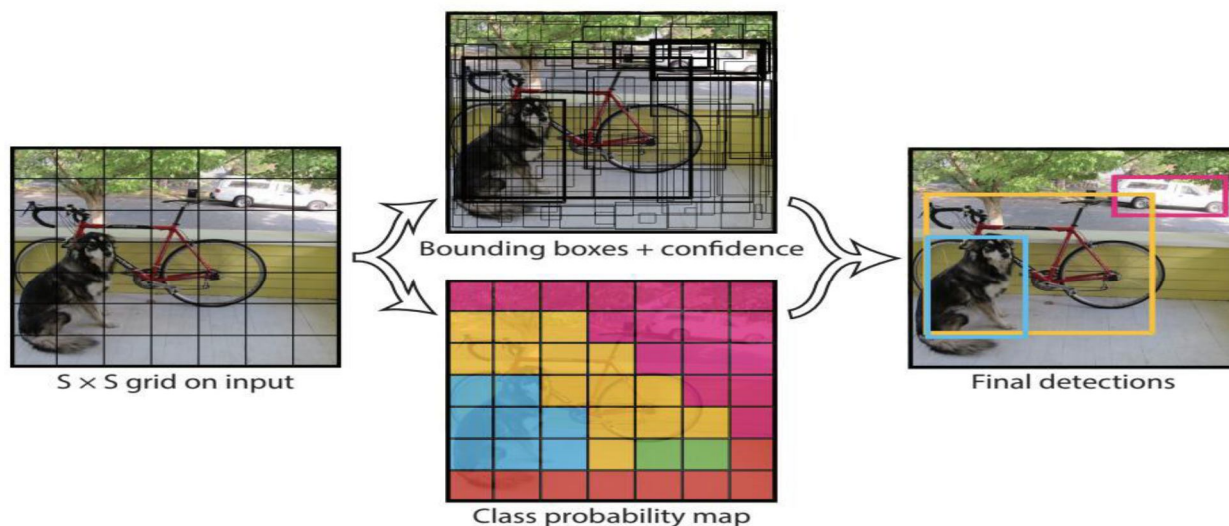 Bounding boxes + confidence
S × S grid on input
Final detections
Class probability map